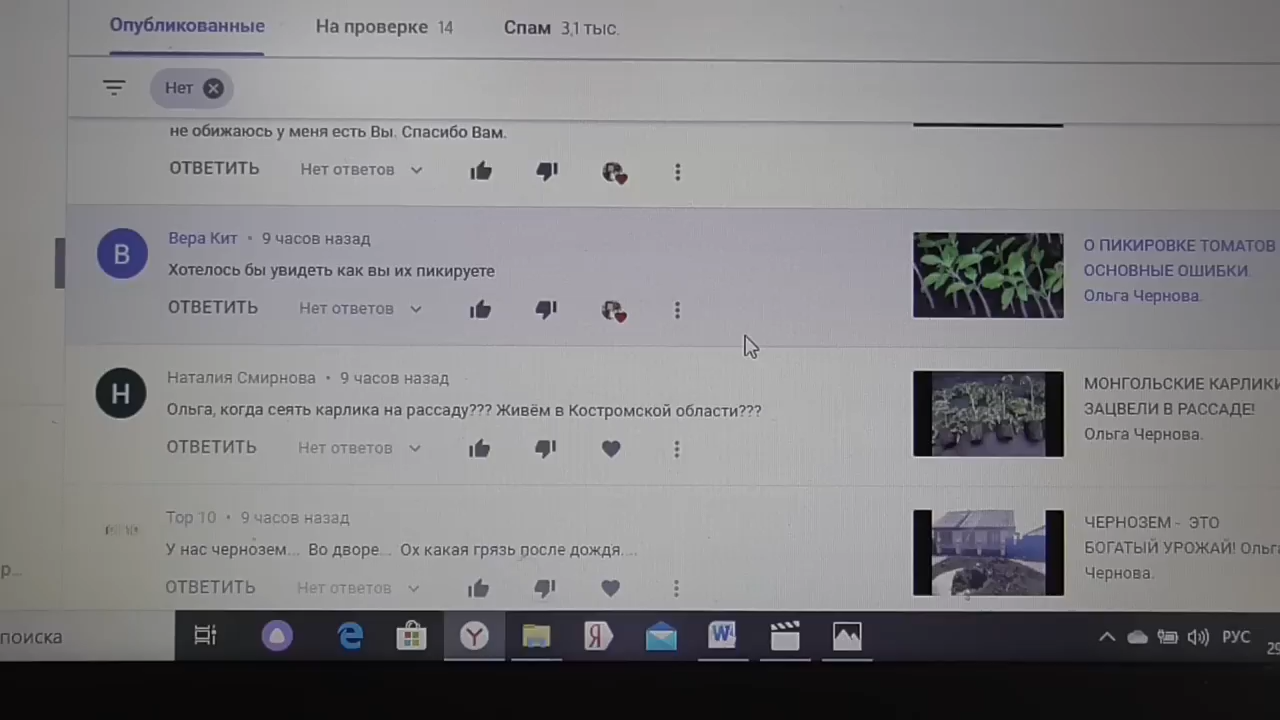 Опубликованные
На проверке 14
Спам 3,1 тыс.
Нет
не обижаюсь у меня есть Вы. Спасибо Вам.
ОТВЕТИТЬ Нет ответов
В
Вера Кит • 9 часов назад
Хотелось бы увидеть как вы их пикируете
ОТВЕТИТЬ Нет ответов
О ПИКИРОВКЕ ТОМАТОВ
ОСНОВНЫЕ ОШИБКИ.
Ольга Чернова.
Н
Наталия Смирнова • 9 часов назад
Ольга, когда сеять карлика на рассаду??? Живём в Костромской области???
ОТВЕТИТЬ Нет ответов
МОНГОЛЬСКИЕ КАРЛИКИ
ЗАЦВЕЛИ В РАССАДЕ!
Ольга Чернова.
Top 10 • 9 часов назад
У нас чернозем... Во дворе... Ох какая грязь после дождя....
ОТВЕТИТЬ Нет ответов
ЧЕРНОЗЕМ - ЭТО
БОГАТЫЙ УРОЖАЙ! Ольга
Чернова.
р...
поиска
РУС